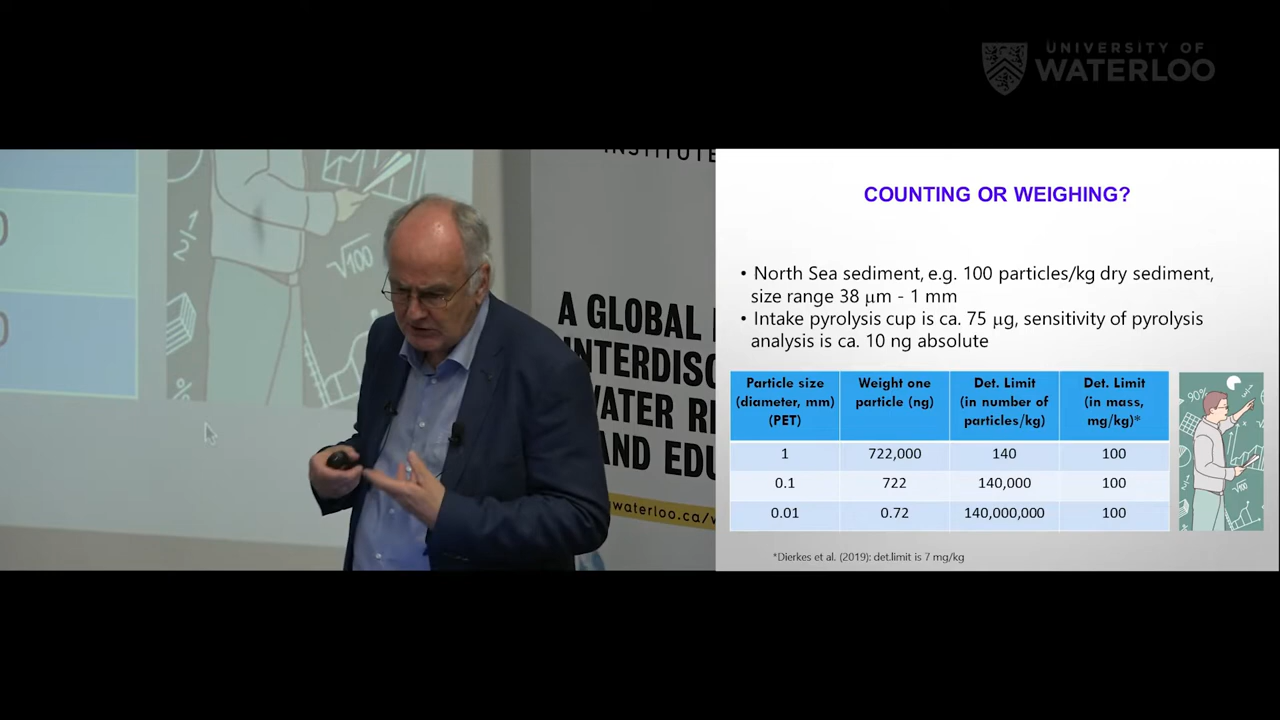 UNIVERSITY OF
WATERLOO
INSTITUTE
A GLOBAL
INTERDISC
WATER R
AND EDU
waterloo.ca/
1/2
√100
%
COUNTING OR WEIGHING?
• North Sea sediment, e.g. 100 particles/kg dry sediment,
size range 38 μm - 1 mm
• Intake pyrolysis cup is ca. 75 μg, sensitivity of pyrolysis
analysis is ca. 10 ng absolute
Particle size (diameter, mm) (PET) Weight one particle (ng) Det. Limit (in number of particles/kg) Det. Limit (in mass, mg/kg)*
1 722,000 140 100
0.1 722 140,000 100
0.01 0.72 140,000,000 100
90%
√100
*Dierkes et al. (2019): det.limit is 7 mg/kg